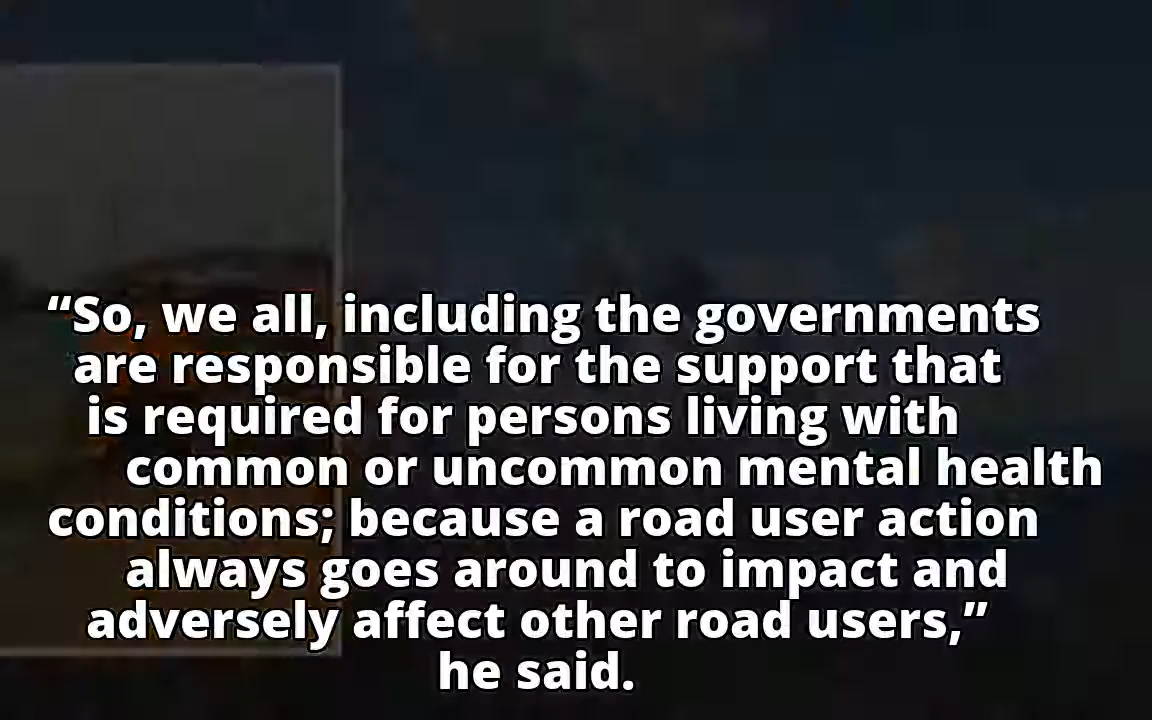 “So, we all, including the governments
are responsible for the support that
is required for persons living with
common or uncommon mental health
conditions; because a road user action
always goes around to impact and
adversely affect other road users,”
he said.